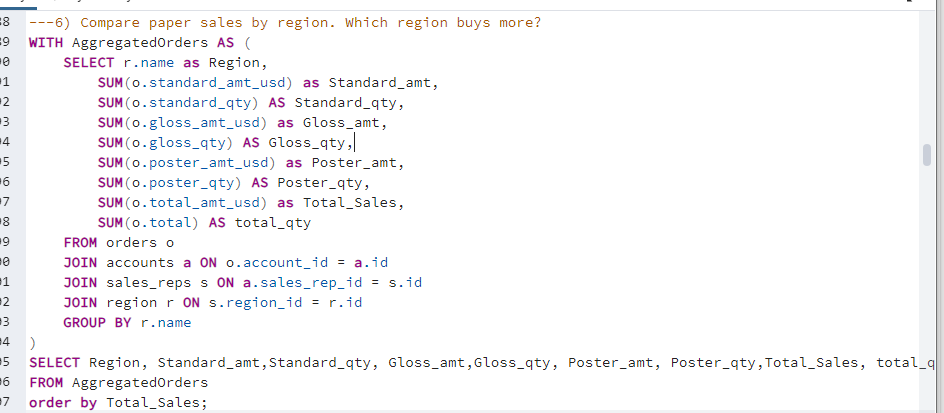 88 ---6) Compare paper sales by region. Which region buys more?
89 WITH AggregatedOrders AS (
90 SELECT r.name as Region,
91 SUM(o.standard_amt_usd) as Standard_amt,
92 SUM(o.standard_qty) AS Standard_qty,
93 SUM(o.gloss_amt_usd) as Gloss_amt,
94 SUM(o.gloss_qty) AS Gloss_qty,
95 SUM(o.poster_amt_usd) as Poster_amt,
96 SUM(o.poster_qty) AS Poster_qty,
97 SUM(o.total_amt_usd) as Total_Sales,
98 SUM(o.total) AS total_qty
99 FROM orders o
00 JOIN accounts a ON o.account_id = a.id
01 JOIN sales_reps s ON a.sales_rep_id = s.id
02 JOIN region r ON s.region_id = r.id
03 GROUP BY r.name
04 )
05 SELECT Region, Standard_amt,Standard_qty, Gloss_amt,Gloss_qty, Poster_amt, Poster_qty,Total_Sales, total_q
06 FROM AggregatedOrders
07 order by Total_Sales;